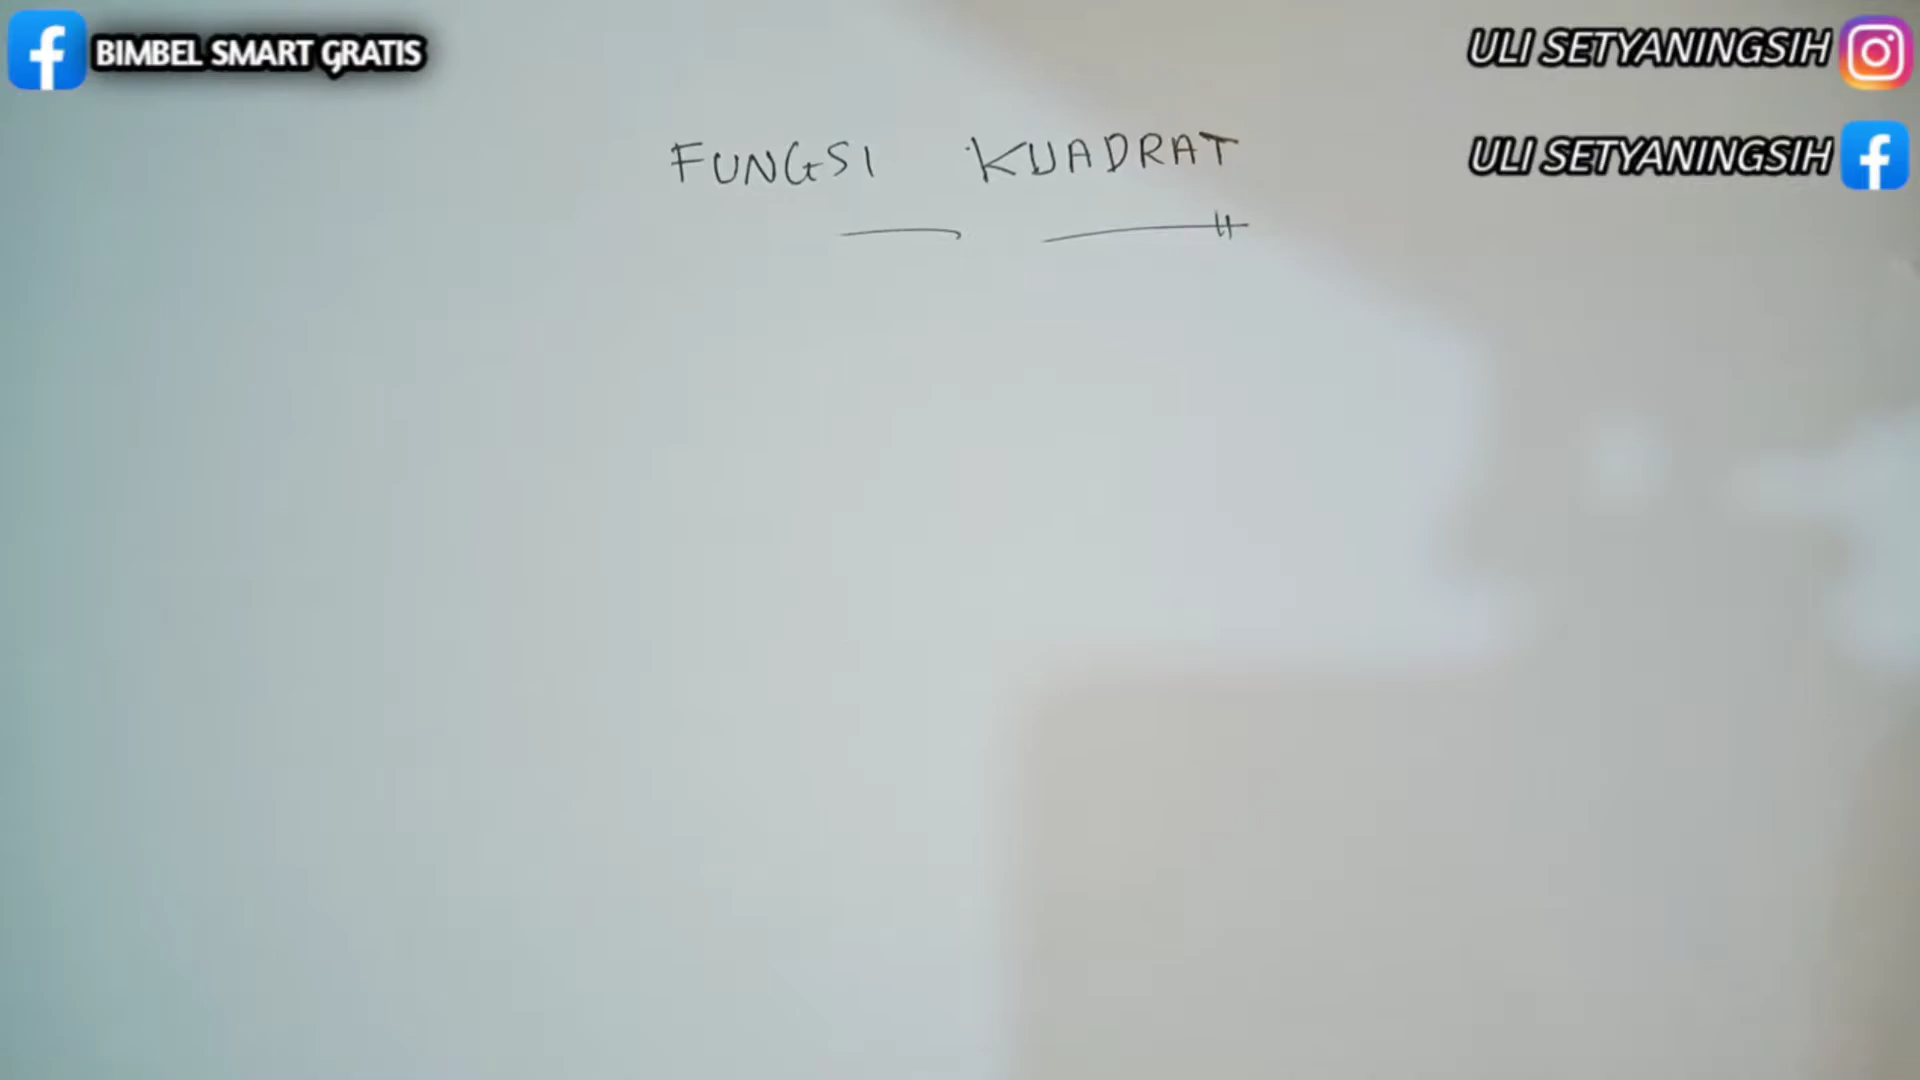 BIMBEL SMART GRATIS
ULI SETYANINGSIH
ULI SETYANINGSIH
FUNGSI KUADRAT